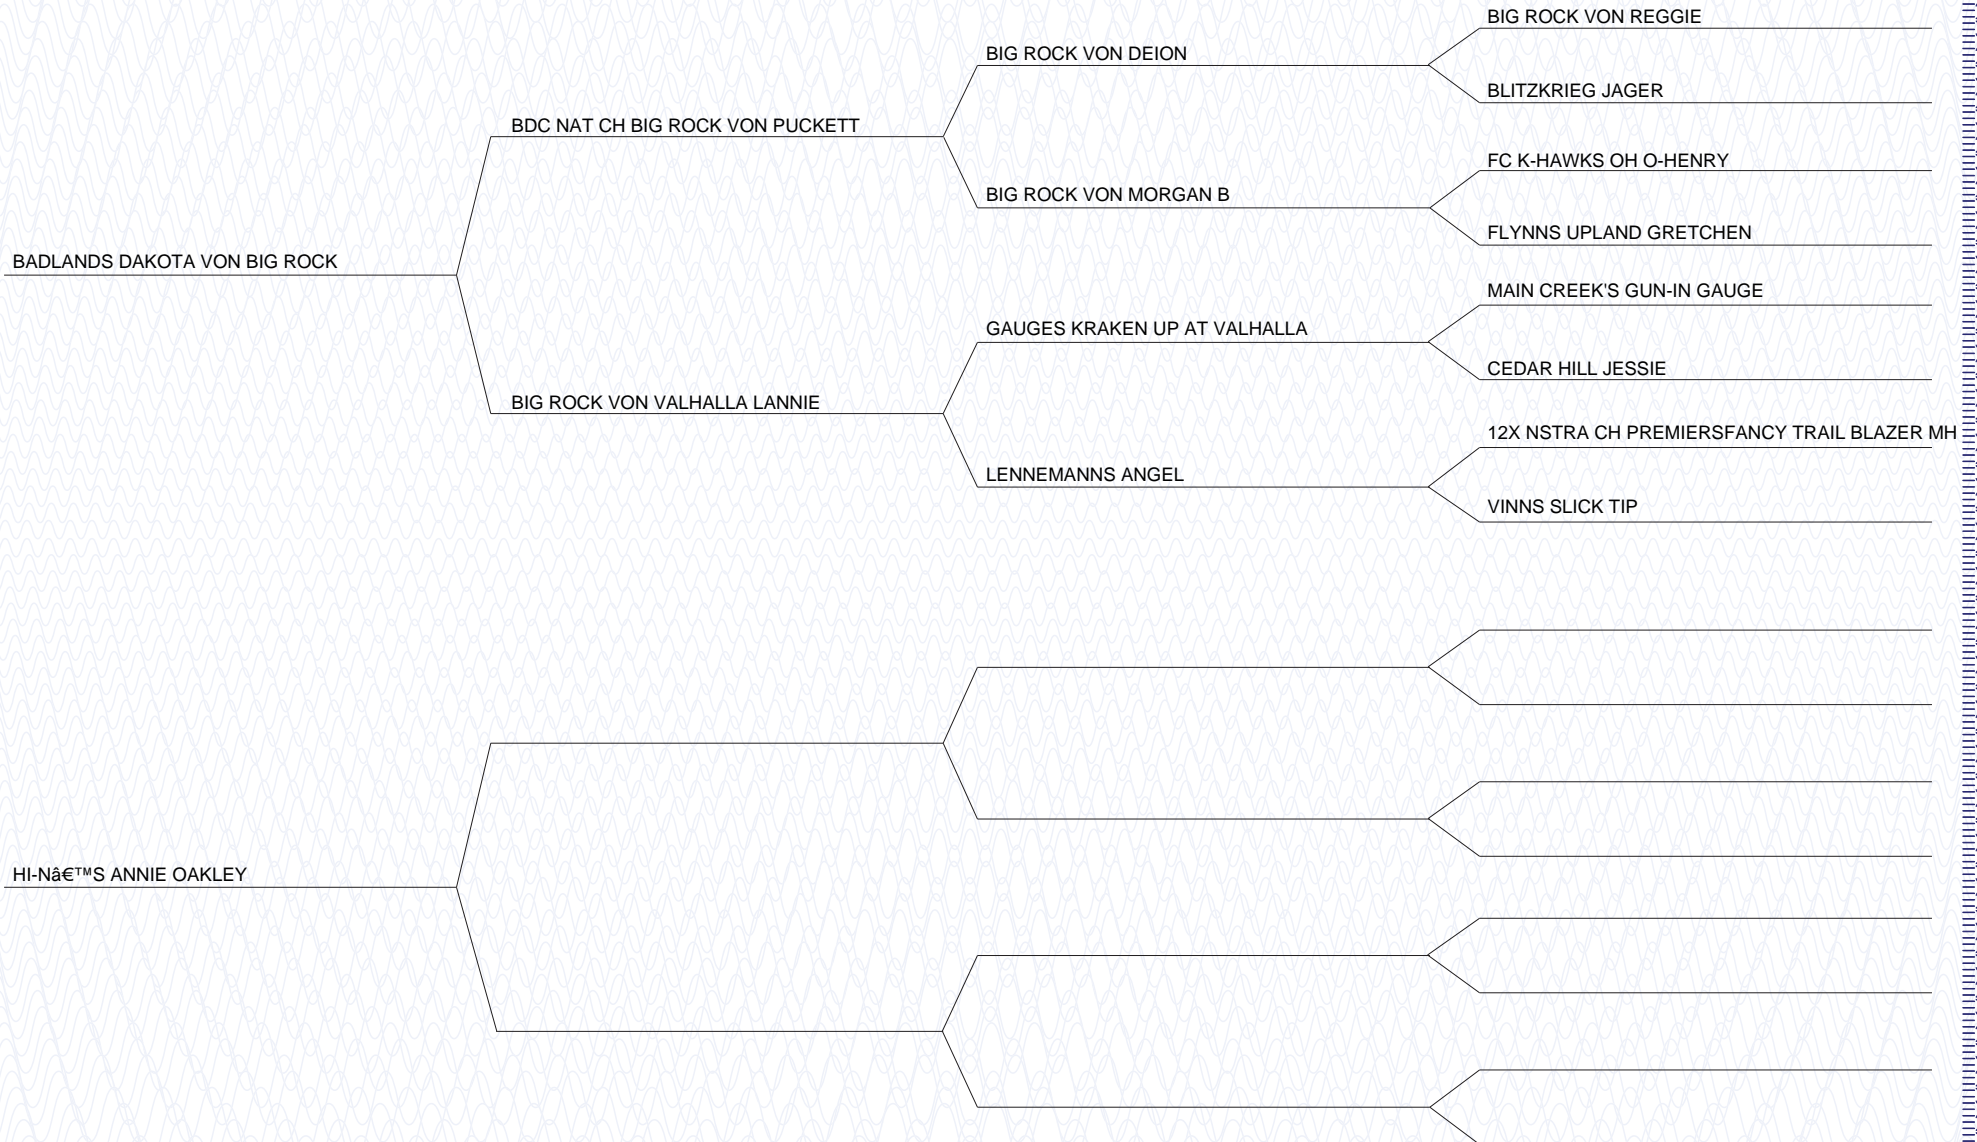 BIG ROCK VON REGGIE
BIG ROCK VON DEION
BLITZKRIEG JAGER
BDC NAT CH BIG ROCK VON PUCKETT
FC K-HAWKS OH O-HENRY
BIG ROCK VON MORGAN B
FLYNNS UPLAND GRETCHEN
BADLANDS DAKOTA VON BIG ROCK
MAIN CREEK'S GUN-IN GAUGE
GAUGES KRAKEN UP AT VALHALLA
CEDAR HILL JESSIE
BIG ROCK VON VALHALLA LANNIE
12X NSTRA CH PREMIERSFANCY TRAIL BLAZER MH
LENNEMANNS ANGEL
VINNS SLICK TIP
HI-Nâ€™S ANNIE OAKLEY